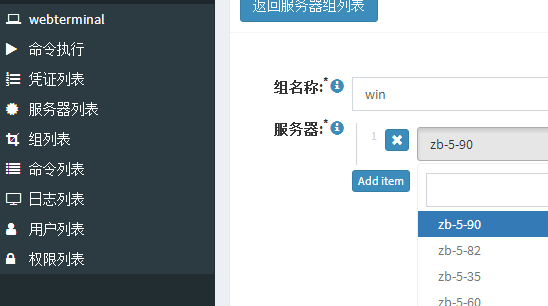 webterminal
命令执行
凭证列表
服务器列表
组列表
命令列表
日志列表
用户列表
权限列表
返回服务器组列表
组名称:*
win
服务器:*
1
zb-5-90
Add item
zb-5-90
zb-5-82
zb-5-35
zb-5-60